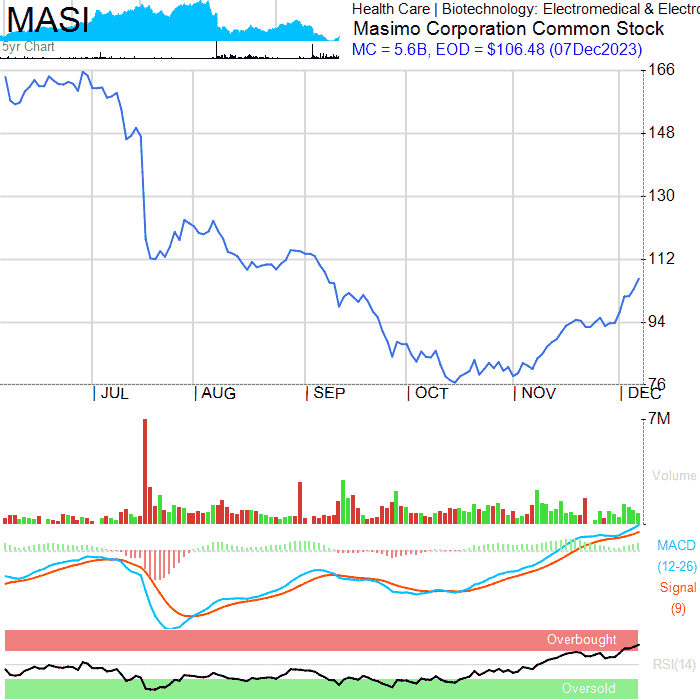 MASI
5yr Chart
Health Care | Biotechnology: Electromedical & Electro
Masimo Corporation Common Stock
MC = 5.6B, EOD = $106.48 (07Dec2023)
166
148
130
112
94
76
JUL
AUG
SEP
OCT
NOV
DEC
7M
Volume
MACD
(12-26)
Signal
(9)
Overbought
RSI(14)
Oversold